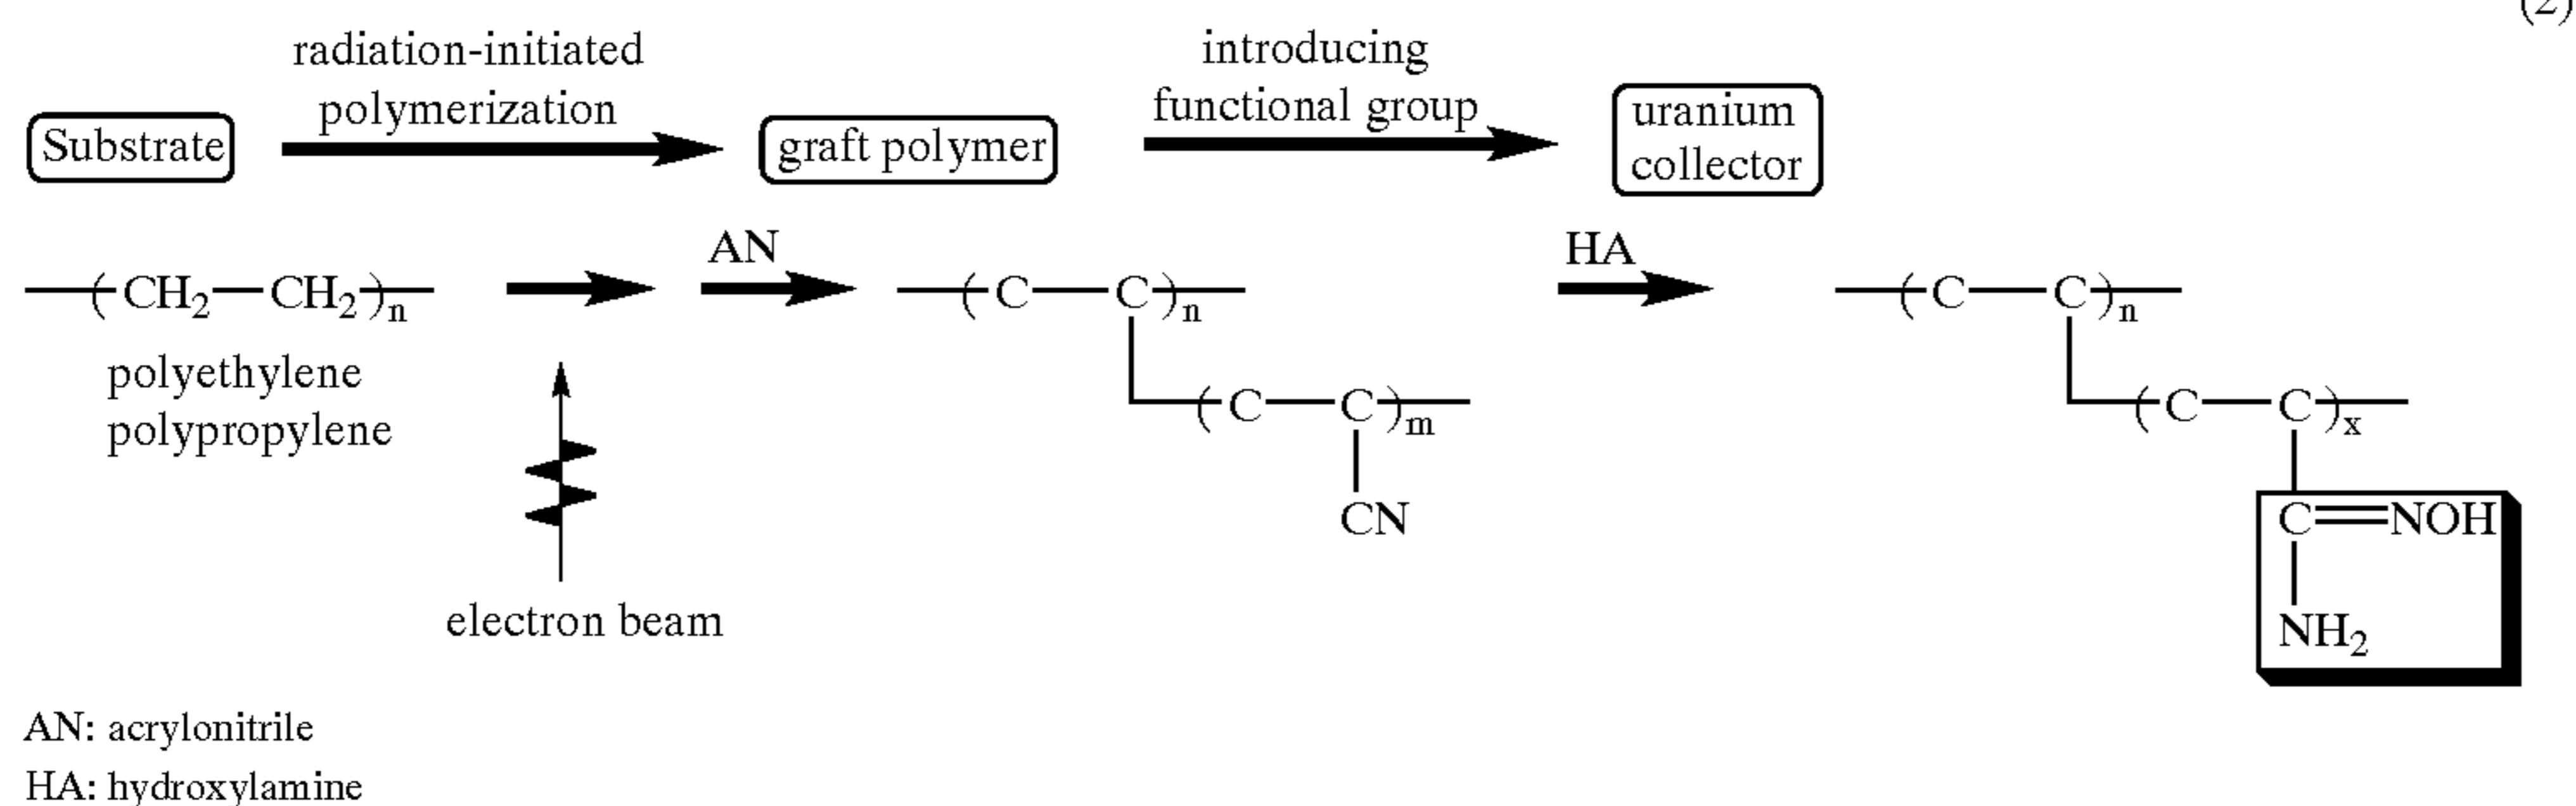 (2)
radiation-initiated
polymerization
introducing
functional group
Substrate
graft polymer
uranium
collector
AN
HA
(CH₂—CH₂)ₙ
(C—C)ₙ
(C—C)ₙ
polyethylene
polypropylene
(C—C)ₘ
(C—C)ₓ
CN
C=NOH
NH₂
electron beam
AN: acrylonitrile
HA: hydroxylamine